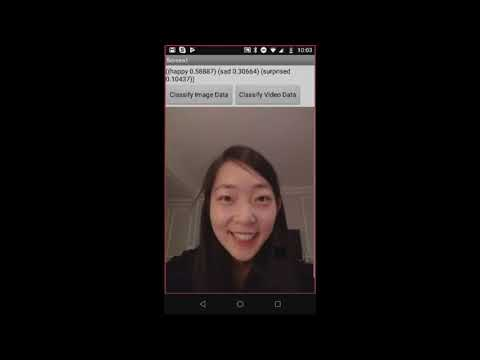 10:03
Screen1
((happy 0.58887) (sad 0.30664) (surprised
0.10437))
Classify Image Data
Classify Video Data